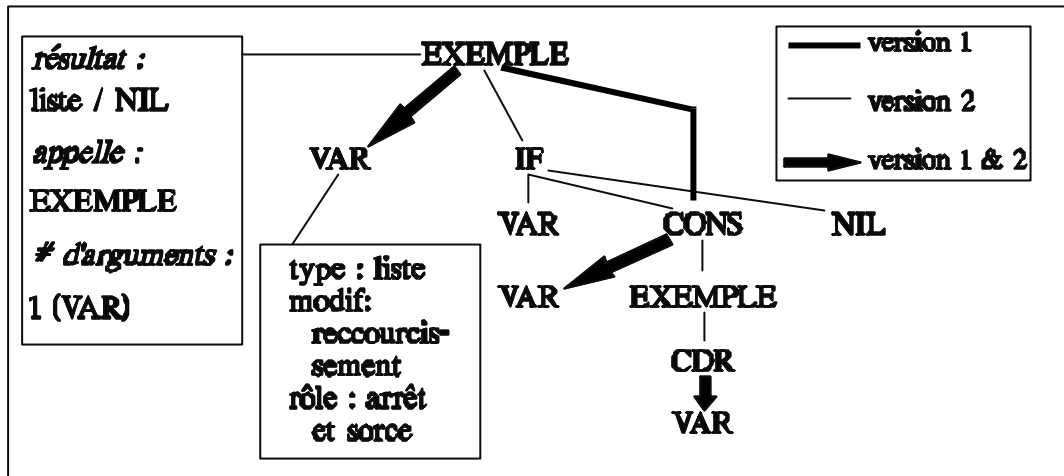 résultat :
liste / NIL
appelle :
EXEMPLE
# d'arguments :
1 (VAR)
EXEMPLE
version 1
version 2
version 1 & 2
VAR
IF
VAR
CONS
NIL
type : liste
modif:
reccourcis-
sement
rôle : arrêt
et sorce
VAR
EXEMPLE
CDR
VAR